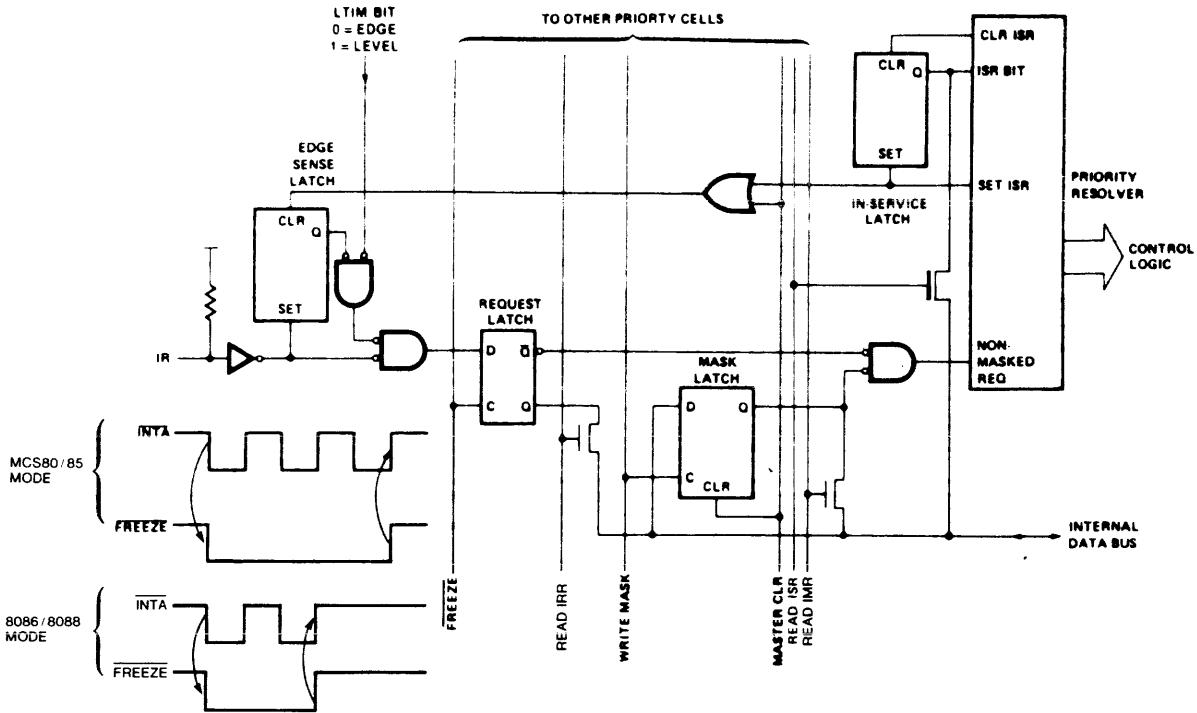 LTIM BIT
0 = EDGE
1 = LEVEL
TO OTHER PRIORTY CELLS
CLR ISR
CLR
Q
ISR BIT
SET
EDGE
SENSE
LATCH
SET ISR
PRIORITY
RESOLVER
IN-SERVICE
LATCH
CLR
Q
CONTROL
LOGIC
SET
REQUEST
LATCH
IR
D
Q
NON-
MASKED
REQ
MASK
LATCH
C
Q
D
Q
INTA
MCS80/85
MODE
C
CLR
FREEZE
INTERNAL
DATA BUS
INTA
8086/8088
MODE
FREEZE
FREEZE
READ IRR
WRITE MASK
MASTER CLR
READ ISR
READ IMR